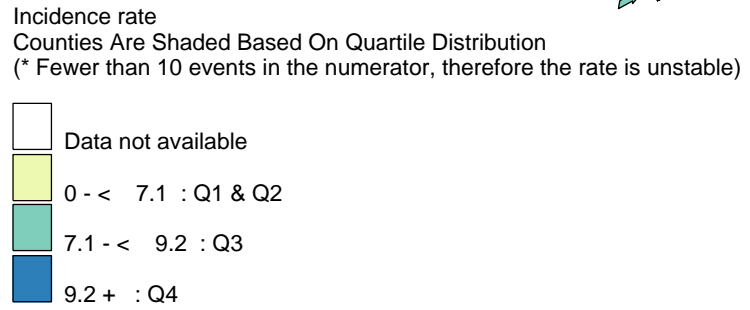 Incidence rate
Counties Are Shaded Based On Quartile Distribution
(* Fewer than 10 events in the numerator, therefore the rate is unstable)
Data not available
0 - < 7.1 : Q1 & Q2
7.1 - < 9.2 : Q3
9.2 + : Q4